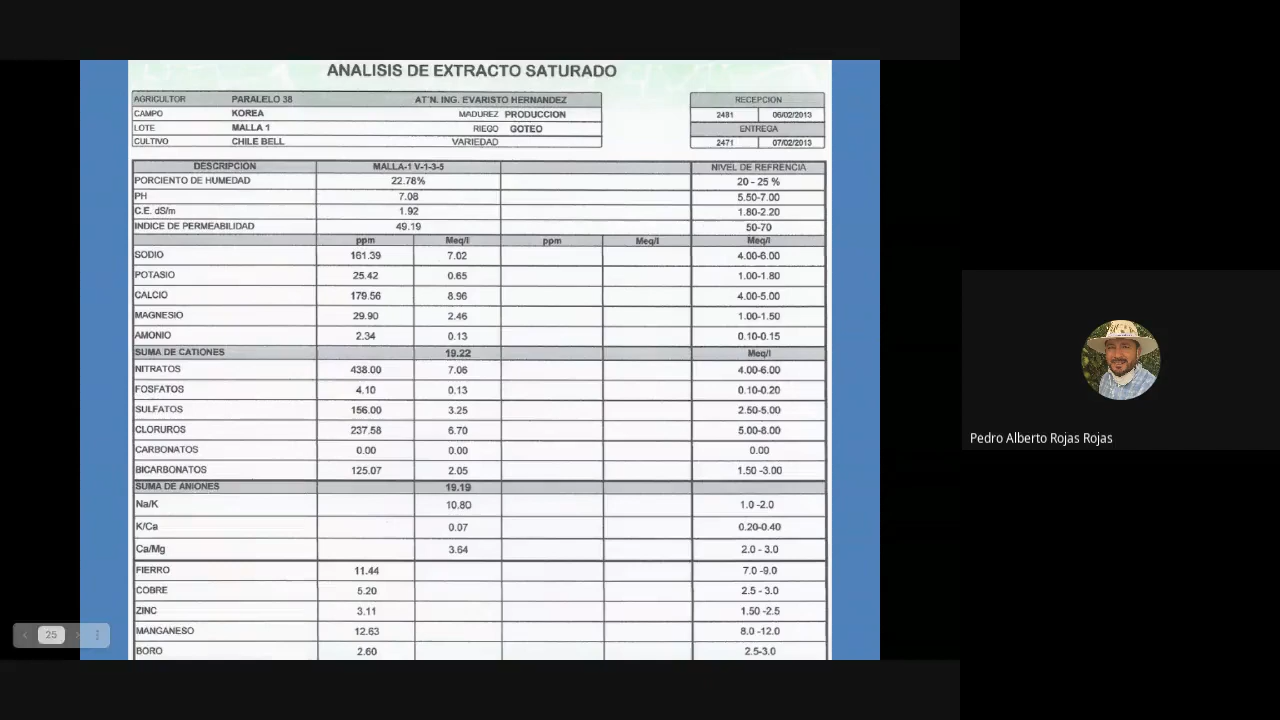 ANALISIS DE EXTRACTO SATURADO
AGRICULTOR PARALELO 38 AT'N. ING. EVARISTO HERNANDEZ
CAMPO KOREA MADUREZ PRODUCCION
LOTE MALLA 1 RIEGO GOTEO
CULTIVO CHILE BELL VARIEDAD
RECEPCION
2481 06/02/2013
ENTREGA
2471 07/02/2013
DESCRIPCION MALLA-1 V-1-3-5 NIVEL DE REFRENCIA
PORCIENTO DE HUMEDAD 22.78% 20 - 25 %
PH 7.08 5.50-7.00
C.E. dS/m 1.92 1.80-2.20
INDICE DE PERMEABILIDAD 49.19 50-70
ppm Meq/l ppm Meq/l Meq/l
SODIO 161.39 7.02 4.00-6.00
POTASIO 25.42 0.65 1.00-1.80
CALCIO 179.56 8.96 4.00-5.00
MAGNESIO 29.90 2.46 1.00-1.50
AMONIO 2.34 0.13 0.10-0.15
SUMA DE CATIONES 19.22 Meq/l
NITRATOS 438.00 7.06 4.00-6.00
FOSFATOS 4.10 0.13 0.10-0.20
SULFATOS 156.00 3.25 2.50-5.00
CLORUROS 237.58 6.70 5.00-8.00
CARBONATOS 0.00 0.00 0.00
BICARBONATOS 125.07 2.05 1.50 -3.00
SUMA DE ANIONES 19.19
Na/K 10.80 1.0 -2.0
K/Ca 0.07 0.20-0.40
Ca/Mg 3.64 2.0 - 3.0
FIERRO 11.44 7.0 -9.0
COBRE 5.20 2.5 - 3.0
ZINC 3.11 1.50 -2.5
MANGANESO 12.63 8.0 -12.0
BORO 2.60 2.5-3.0
25
Pedro Alberto Rojas Rojas